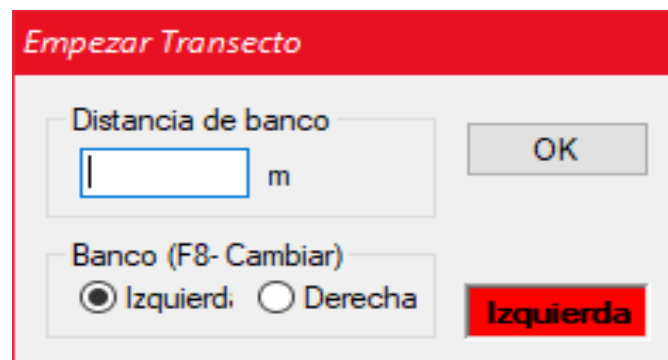 Empezar Transecto
Distancia de banco
OK
m
Banco (F8- Cambiar)
Izquierd
Derecha
Izquierda